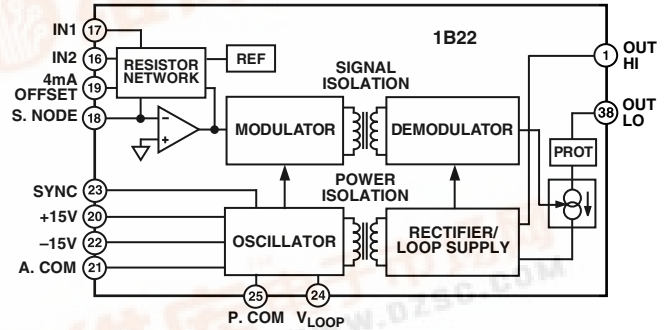 1B22
IN1
17
IN2
16
4mA
OFFSET
19
S. NODE
18
RESISTOR
NETWORK
REF
SIGNAL
ISOLATION
MODULATOR
DEMODULATOR
1
OUT
HI
38
OUT
LO
PROT
SYNC
23
+15V
20
–15V
22
A. COM
21
POWER
ISOLATION
OSCILLATOR
RECTIFIER/
LOOP SUPPLY
25
24
P. COM
VLOOP